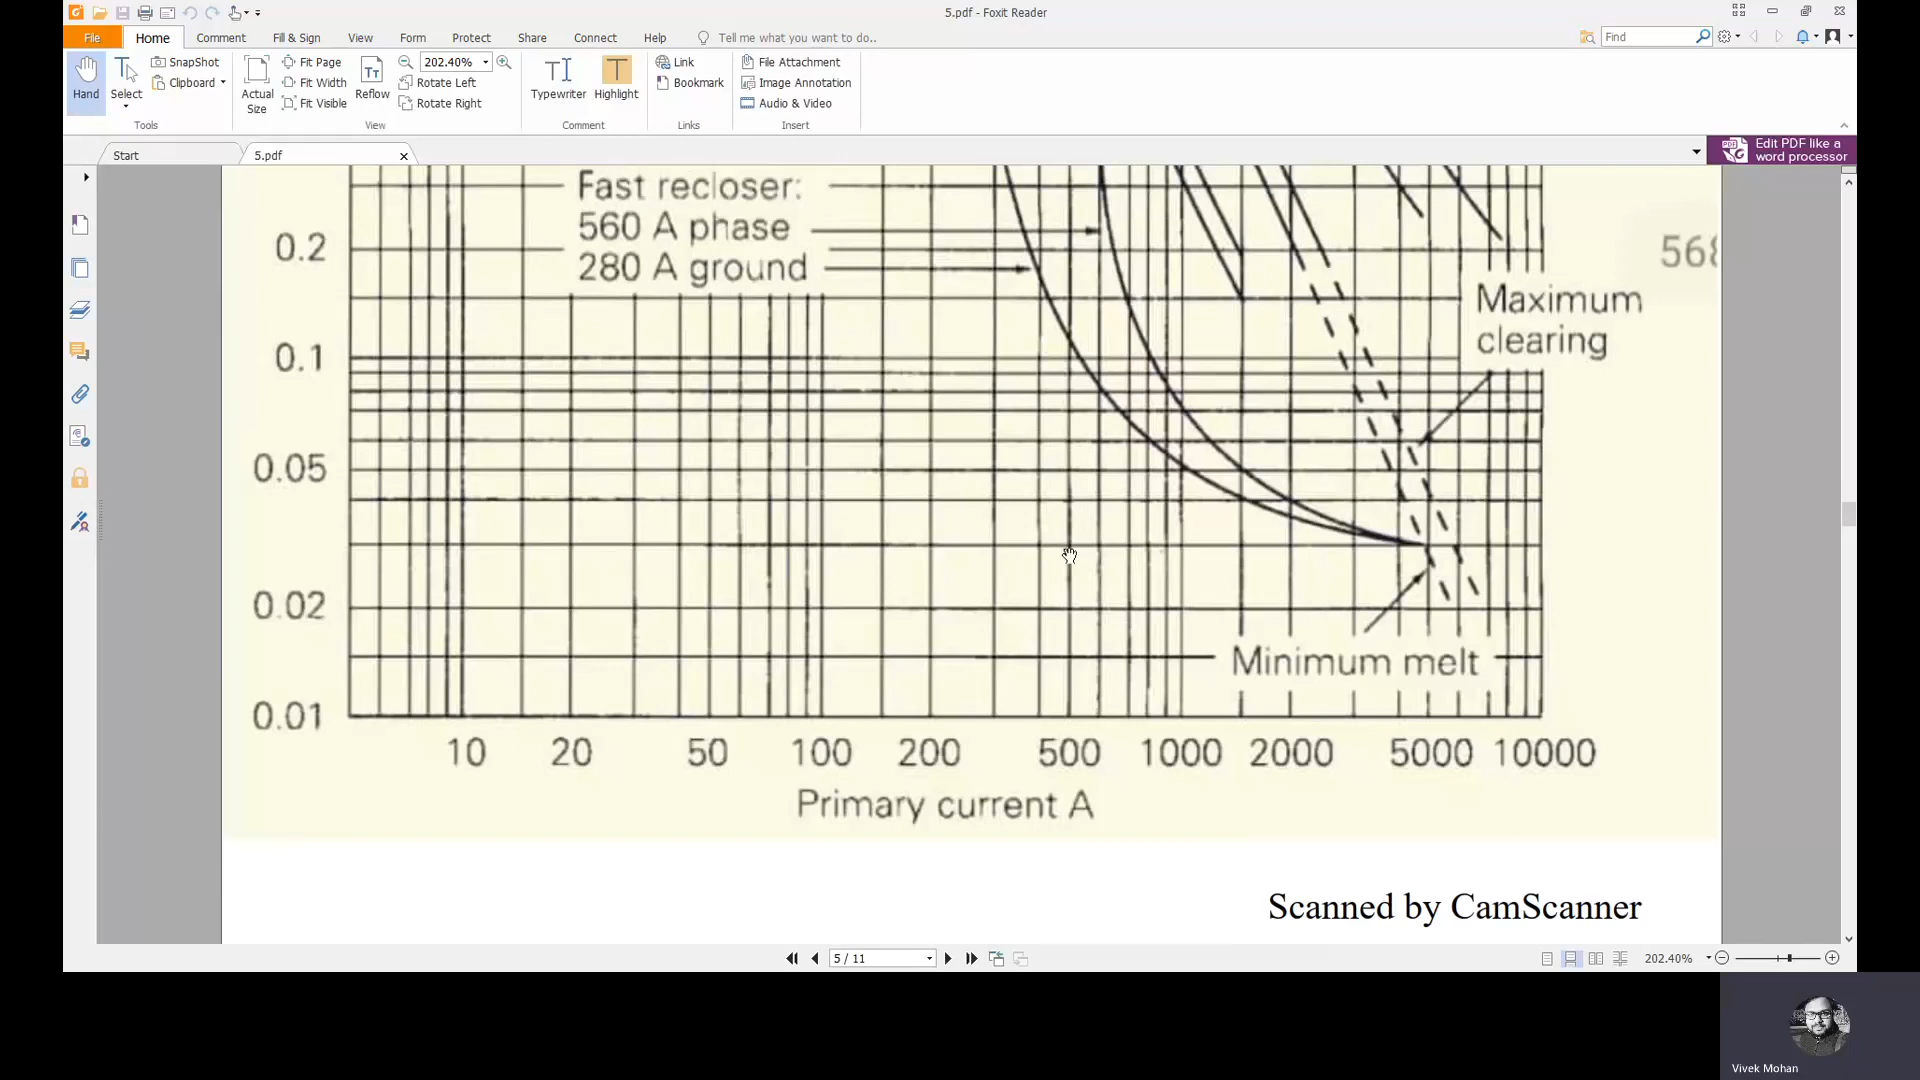 5.pdf - Foxit Reader
File Home Comment Fill & Sign View Form Protect Share Connect Help Tell me what you want to do.. Find
Hand
Select
SnapShot
Clipboard
Tools
Actual
Size
Fit Page
Fit Width
Fit Visible
Reflow
202.40%
Rotate Left
Rotate Right
View
Typewriter
Highlight
Comment
Link
Bookmark
Links
File Attachment
Image Annotation
Audio & Video
Insert
Start
5.pdf
Edit PDF like a
word processor
Fast recloser:
560 A phase
280 A ground
568
Maximum
clearing
Minimum melt
0.2
0.1
0.05
0.02
0.01
10 20 50 100 200 500 1000 2000 5000 10000
Primary current A
Scanned by CamScanner
5 / 11
202.40%
Vivek Mohan